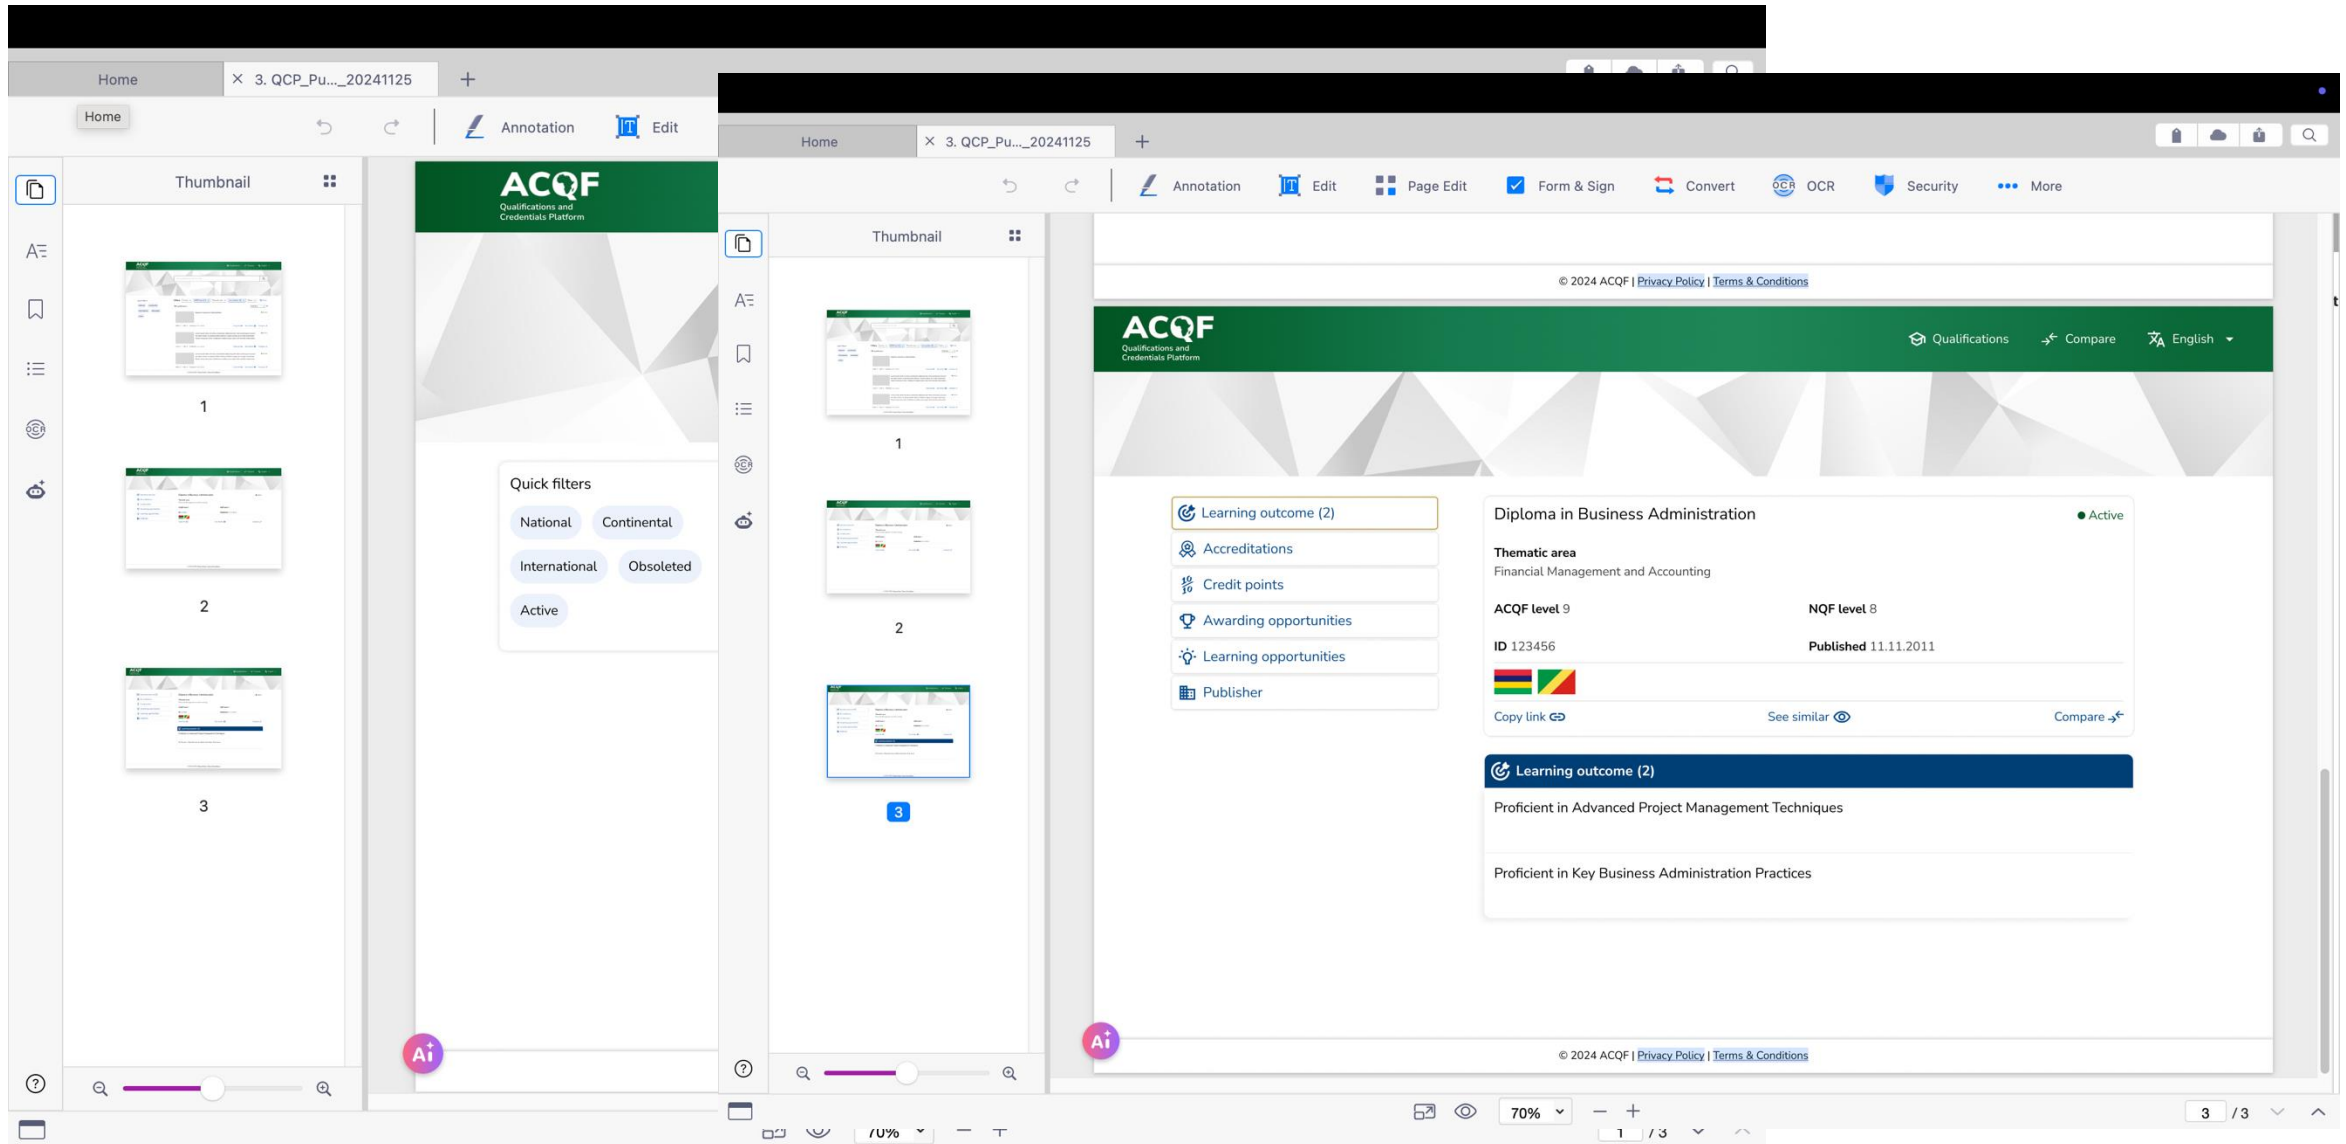 Home
3. QCP_Pu..._20241125
Home
Annotation
Edit
Thumbnail
1
2
3
ACQF
Qualifications and
Credentials Platform
Quick filters
National
Continental
International
Obsoleted
Active
Ai
70%
1 / 3
Home
3. QCP_Pu..._20241125
Annotation
Edit
Page Edit
Form & Sign
Convert
OCR
OCR
Security
More
Thumbnail
1
2
3
© 2024 ACQF | Privacy Policy | Terms & Conditions
ACQF
Qualifications and
Credentials Platform
Qualifications
Compare
English
Learning outcome (2)
Accreditations
Credit points
Awarding opportunities
Learning opportunities
Publisher
Diploma in Business Administration
Active
Thematic area
Financial Management and Accounting
ACQF level 9
NQF level 8
ID 123456
Published 11.11.2011
Copy link
See similar
Compare
Learning outcome (2)
Proficient in Advanced Project Management Techniques
Proficient in Key Business Administration Practices
Ai
© 2024 ACQF | Privacy Policy | Terms & Conditions
70%
3 / 3